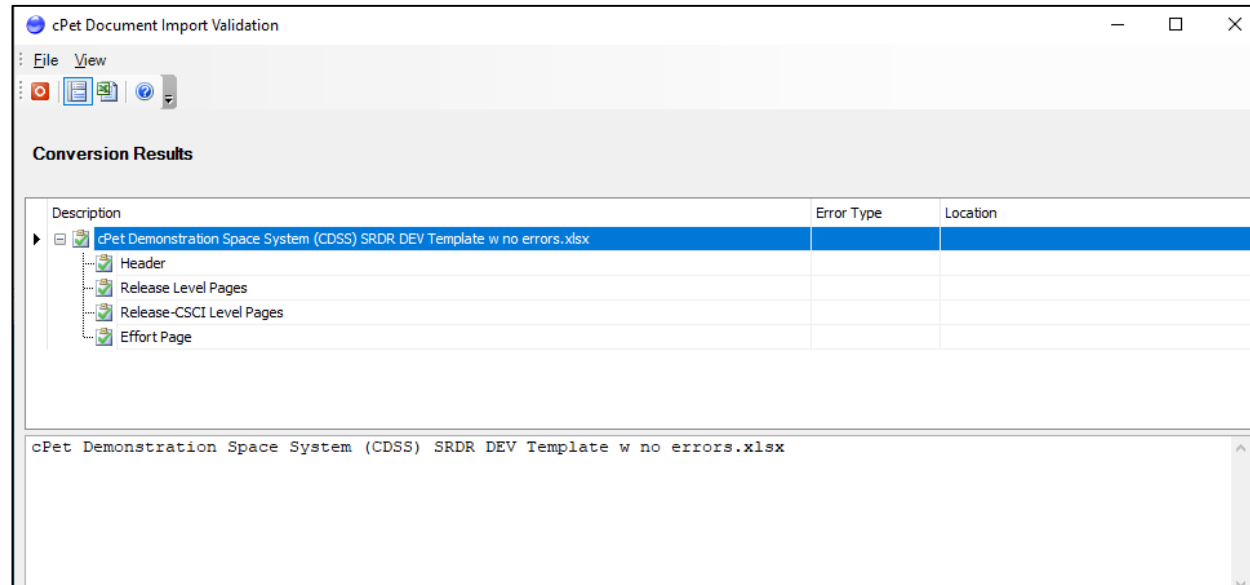 cPet Document Import Validation
File View
Conversion Results
Description Error Type Location
cPet Demonstration Space System (CDSS) SRDR DEV Template w no errors.xlsx
Header
Release Level Pages
Release-CSCI Level Pages
Effort Page
cPet Demonstration Space System (CDSS) SRDR DEV Template w no errors.xlsx